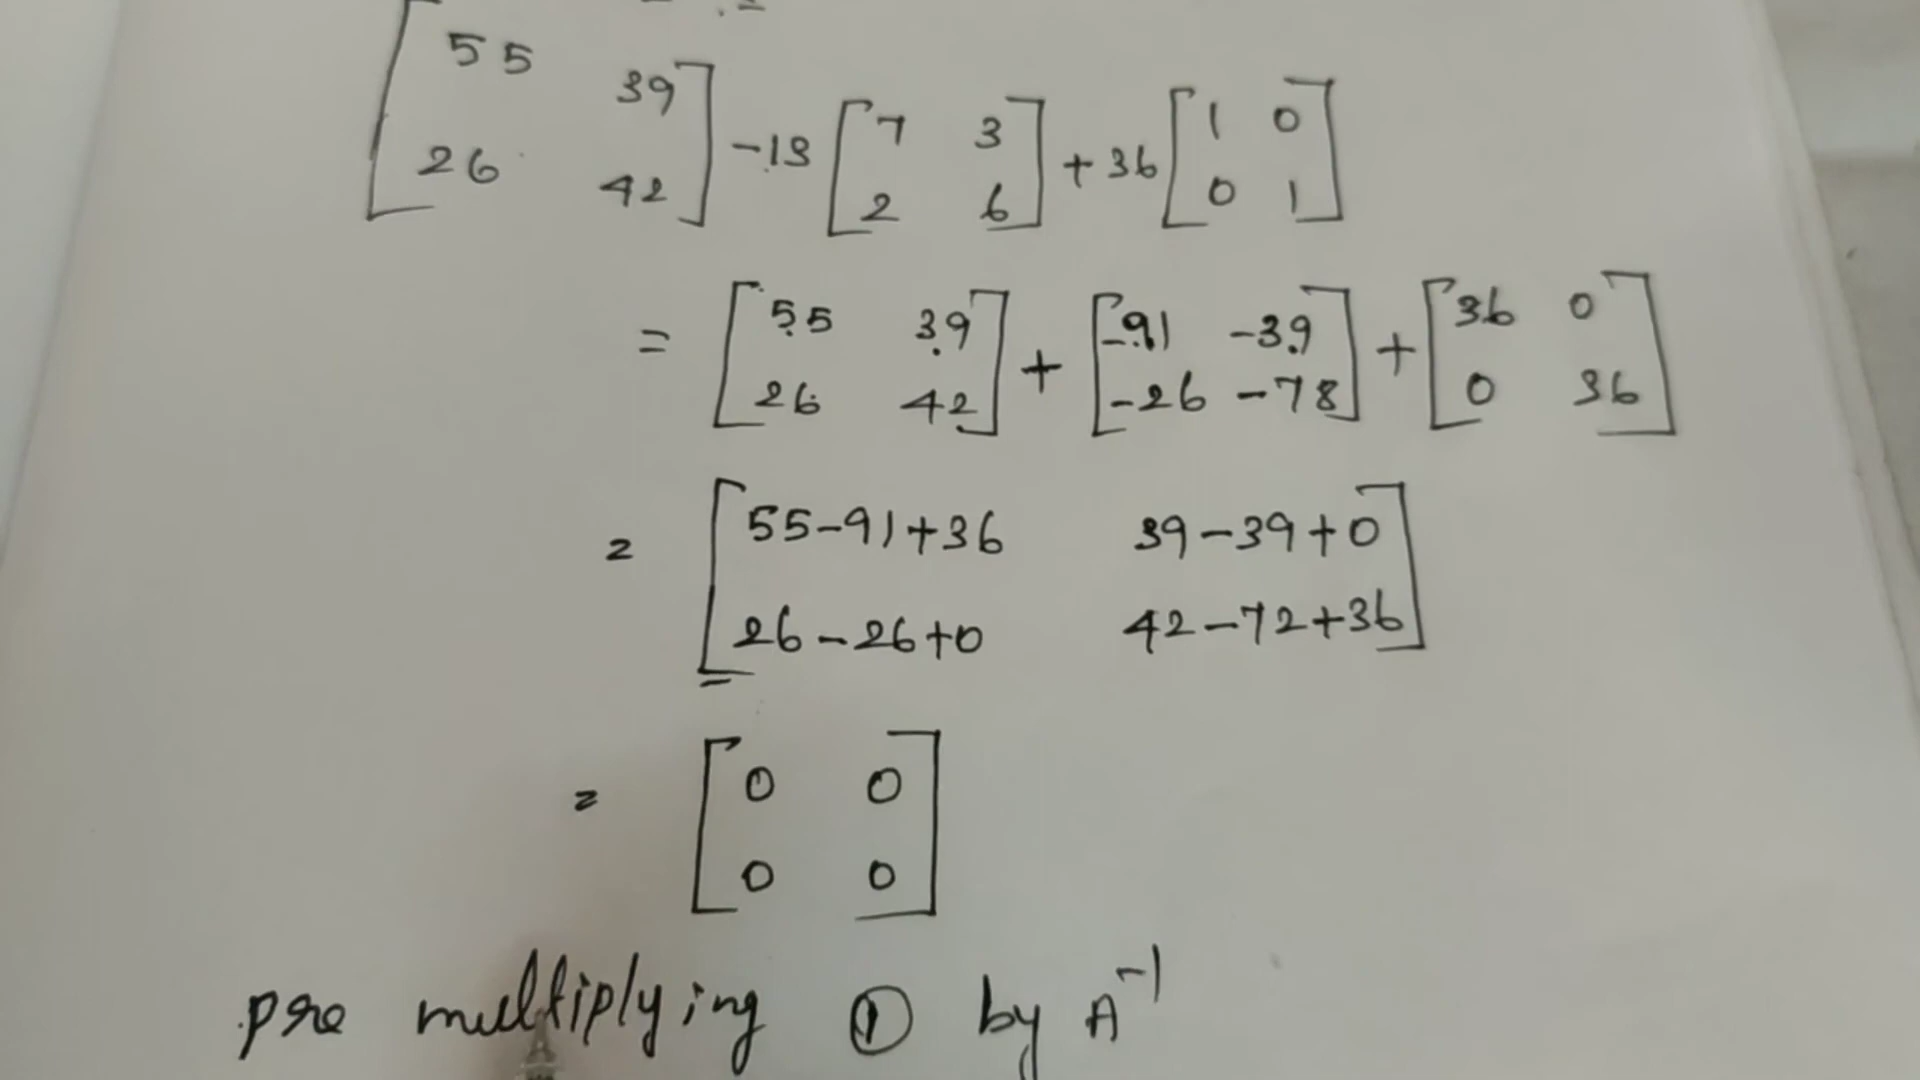 [55 39] -13 [7 3] + 36 [1 0]
[26 42] [2 6] [0 1]
= [55 39] + [-91 -39] + [36 0]
[26 42] [-26 -78] [0 36]
= [55-91+36 39-39+0]
[26-26+0 42-72+36]
= [0 0]
[0 0]
pre multiplying ① by A⁻¹